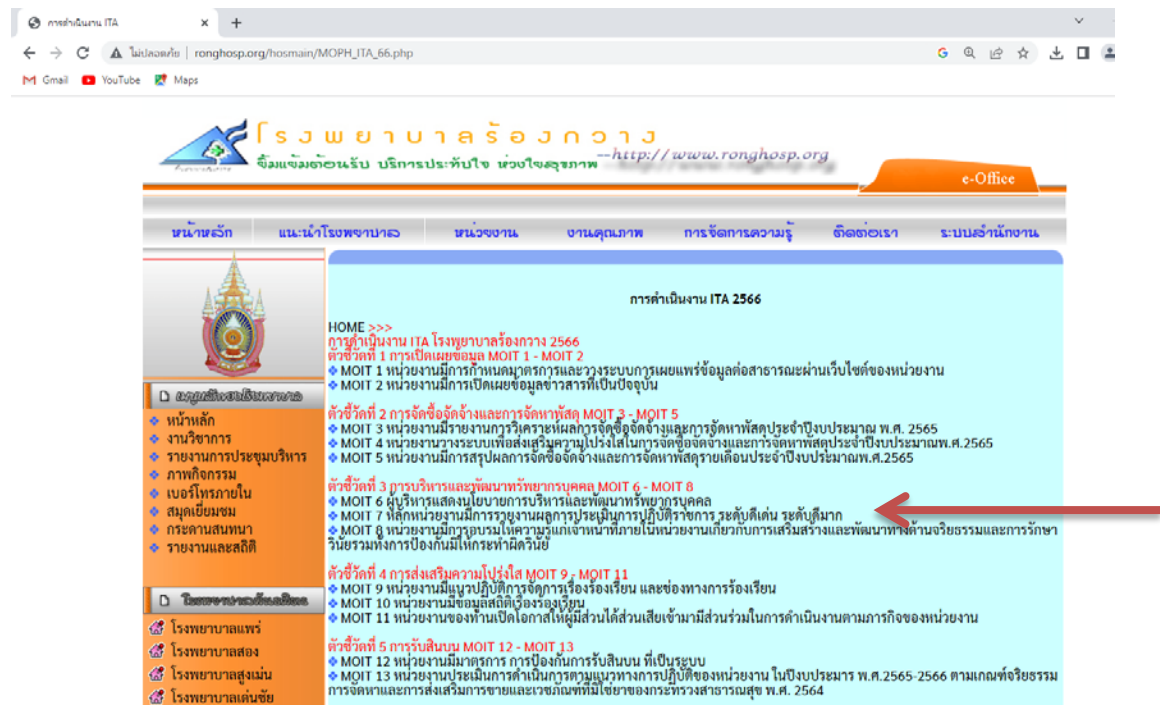 การดำเนินงาน ITA
ไม่ปลอดภัย | ronghosp.org/hosmain/MOPH_ITA_66.php
Gmail YouTube Maps
โรงพยาบาลร้องกวาง
ยิ้มแย้มต้อนรับ บริการประทับใจ ห่วงใยสุขภาพ --http://www.ronghosp.org
e-Office
หน้าหลัก แนะนำโรงพยาบาล หน่วยงาน งานคุณภาพ การจัดการความรู้ ติดต่อเรา ระบบสำนักงาน
การดำเนินงาน ITA 2566
HOME >>>
การดำเนินงาน ITA โรงพยาบาลร้องกวาง 2566
ตัวชี้วัดที่ 1 การเปิดเผยข้อมูล MOIT 1 - MOIT 2
MOIT 1 หน่วยงานมีการกำหนดมาตรการและวางระบบการเผยแพร่ข้อมูลต่อสาธารณะผ่านเว็บไซต์ของหน่วยงาน
MOIT 2 หน่วยงานมีการเปิดเผยข้อมูลข่าวสารที่เป็นปัจจุบัน
ตัวชี้วัดที่ 2 การจัดซื้อจัดจ้างและการจัดหาพัสดุ MOIT 3 - MOIT 5
MOIT 3 หน่วยงานมีรายงานการวิเคราะห์ผลการจัดซื้อจัดจ้างและการจัดหาพัสดุประจำปีงบประมาณ พ.ศ. 2565
MOIT 4 หน่วยงานวางระบบเพื่อส่งเสริมความโปร่งใสในการจัดซื้อจัดจ้างและการจัดหาพัสดุประจำปีงบประมาณพ.ศ.2565
MOIT 5 หน่วยงานมีการสรุปผลการจัดซื้อจัดจ้างและการจัดหาพัสดุรายเดือนประจำปีงบประมาณพ.ศ.2565
ตัวชี้วัดที่ 3 การบริหารและพัฒนาทรัพยากรบุคคล MOIT 6 - MOIT 8
MOIT 6 ผู้บริหารแสดงนโยบายการบริหารและพัฒนาทรัพยากรบุคคล
MOIT 7 หลักหน่วยงานมีการรายงานผลการประเมินการปฏิบัติราชการ ระดับดีเด่น ระดับดีมาก
MOIT 8 หน่วยงานมีการอบรมให้ความรู้แก่เจ้าหน้าที่ภายในหน่วยงานเกี่ยวกับการเสริมสร้างและพัฒนาทางด้านจริยธรรมและการรักษา
วินัยรวมทั้งการป้องกันมิให้กระทำผิดวินัย
ตัวชี้วัดที่ 4 การส่งเสริมความโปร่งใส MOIT 9 - MOIT 11
MOIT 9 หน่วยงานมีแนวปฏิบัติการจัดการเรื่องร้องเรียน และช่องทางการร้องเรียน
MOIT 10 หน่วยงานมีข้อมูลสถิติเรื่องร้องเรียน
MOIT 11 หน่วยงานของท่านเปิดโอกาสให้ผู้มีส่วนได้ส่วนเสียเข้ามามีส่วนร่วมในการดำเนินงานตามภารกิจของหน่วยงาน
ตัวชี้วัดที่ 5 การรับสินบน MOIT 12 - MOIT 13
MOIT 12 หน่วยงานมีมาตรการ การป้องกันการรับสินบน ที่เป็นระบบ
MOIT 13 หน่วยงานประเมินการดำเนินการตามแนวทางการปฏิบัติของหน่วยงาน ในปีงบประมาร พ.ศ.2565-2566 ตามเกณฑ์จริยธรรม
การจัดหาและการส่งเสริมการขายยาและเวชภัณฑ์ที่มิใช่ยาของกระทรวงสาธารณสุข พ.ศ. 2564
หน้าหลัก
งานวิชาการ
รายงานการประชุมบริหาร
ภาพกิจกรรม
เบอร์โทรภายใน
สมุดเยี่ยมชม
กระดานสนทนา
รายงานและสถิติ
โรงพยาบาลแพร่
โรงพยาบาลสอง
โรงพยาบาลสูงเม่น
โรงพยาบาลเด่นชัย